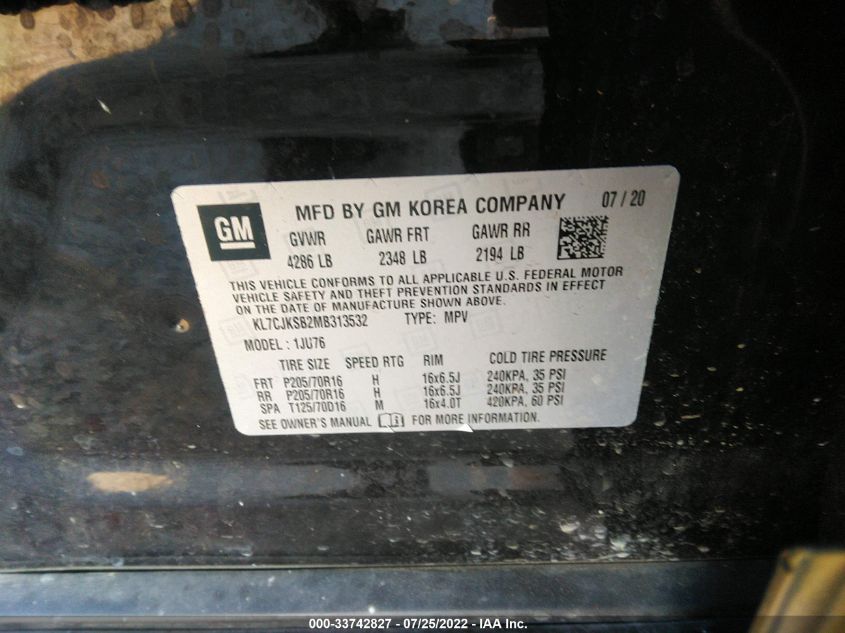 GM
MFD BY GM KOREA COMPANY 07 / 20
GVWR GAWR FRT GAWR RR
4286 LB 2348 LB 2194 LB
THIS VEHICLE CONFORMS TO ALL APPLICABLE U.S. FEDERAL MOTOR
VEHICLE SAFETY AND THEFT PREVENTION STANDARDS IN EFFECT
ON THE DATE OF MANUFACTURE SHOWN ABOVE.
KL7CJKSB2MB313532 TYPE: MPV
MODEL : 1JU76
TIRE SIZE SPEED RTG RIM COLD TIRE PRESSURE
FRT P205/70R16 H 16x6.5J 240KPA, 35 PSI
RR P205/70R16 H 16x6.5J 240KPA, 35 PSI
SPA T125/70D16 M 16x4.0T 420KPA, 60 PSI
SEE OWNER'S MANUAL FOR MORE INFORMATION.
000-33742827 - 07/25/2022 - IAA Inc.